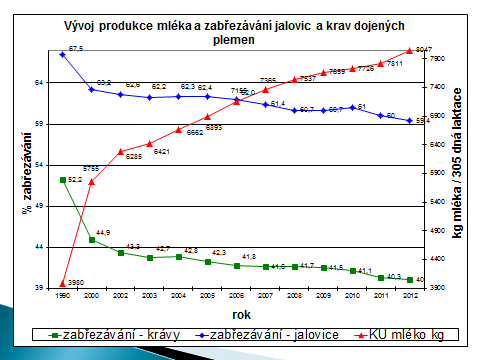 Vývoj produkce mléka a zabřezávání jalovic a krav dojených
plemen
% zabřezávání
64
59
54
49
44
39
67,5 63,2 62,6 62,2 62,3 62,4 62,0 61,4 60,7 60,7 61 60 59,4
3980 5755 6285 6421 6662 6893 7155 7365 7537 7659 7726 7811 8047
52,2 44,9 43,3 42,7 42,8 42,3 41,8 41,6 41,7 41,5 41,1 40,3 40
7900
7400
6900
6400
5900
5400
4900
4400
3900
kg mléka / 305 dnů laktace
1990 2000 2002 2003 2004 2005 2006 2007 2008 2009 2010 2011 2012
rok
zabřezávání - krávy zabřezávání - jalovice KU mléko kg